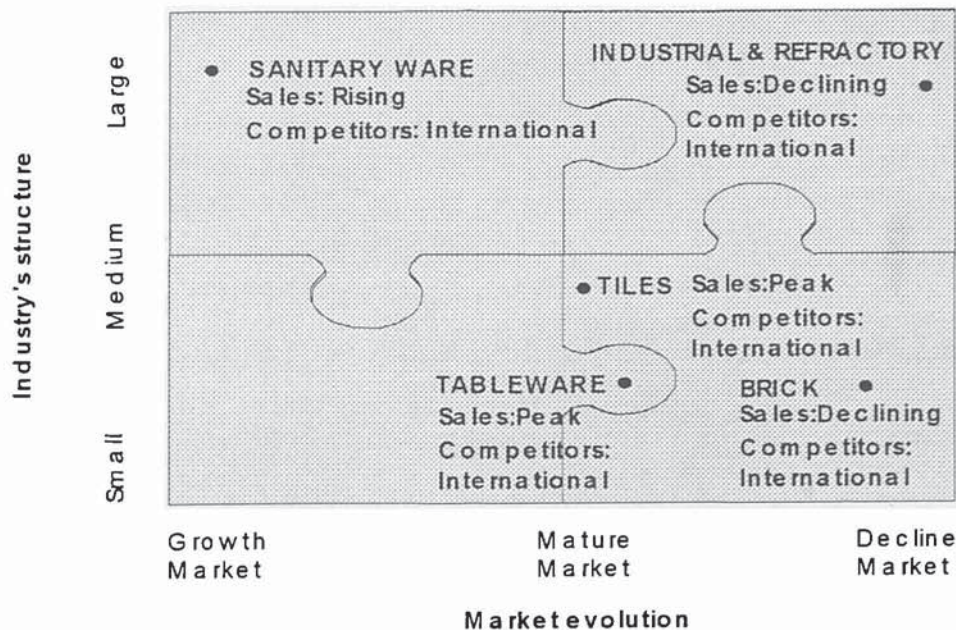 Industry's structure
Large
Medium
Small
SANITARY WARE
Sales: Rising
Competitors: International
INDUSTRIAL & REFRACTORY
Sales:Declining
Competitors:
International
TILES Sales:Peak
Competitors:
International
TABLEWARE
Sales:Peak
Competitors:
International
BRICK
Sales:Declining
Competitors:
International
Growth
Market
Mature
Market
Decline
Market
Market evolution